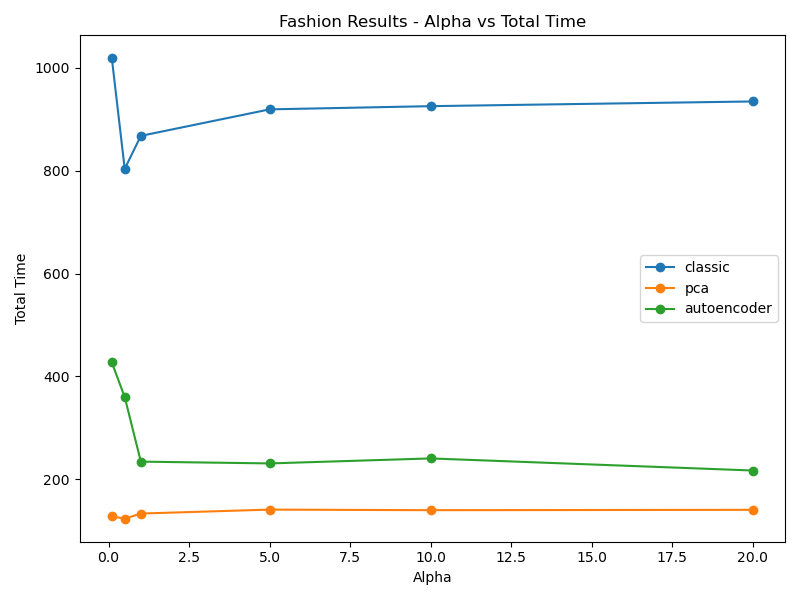 Fashion Results - Alpha vs Total Time
1000
800
600
400
200
Total Time
classic
pca
autoencoder
0.0 2.5 5.0 7.5 10.0 12.5 15.0 17.5 20.0
Alpha